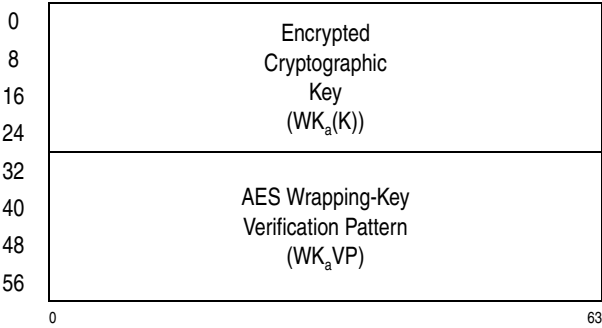 0
8
16
24
32
40
48
56
Encrypted
Cryptographic
Key
(WKa(K))
AES Wrapping-Key
Verification Pattern
(WKaVP)
0 63